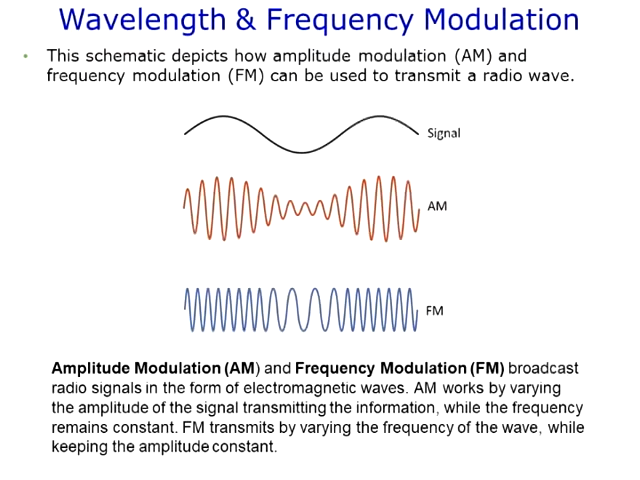 Wavelength & Frequency Modulation
• This schematic depicts how amplitude modulation (AM) and
frequency modulation (FM) can be used to transmit a radio wave.
Signal
AM
FM
Amplitude Modulation (AM) and Frequency Modulation (FM) broadcast
radio signals in the form of electromagnetic waves. AM works by varying
the amplitude of the signal transmitting the information, while the frequency
remains constant. FM transmits by varying the frequency of the wave, while
keeping the amplitude constant.